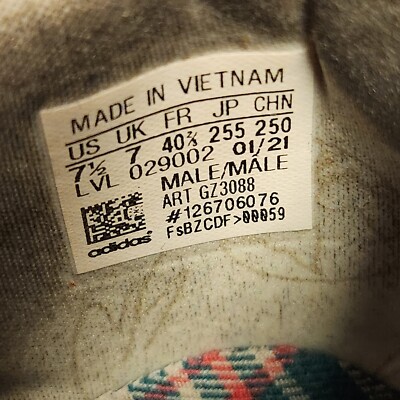 MADE IN VIETNAM
US UK FR JP CHN
7½ 7 40⅔ 255 250
LVL 029002 01/21
MALE/MÂLE
ART GZ3088
#126706076
FsBZCDF>00059
adidas